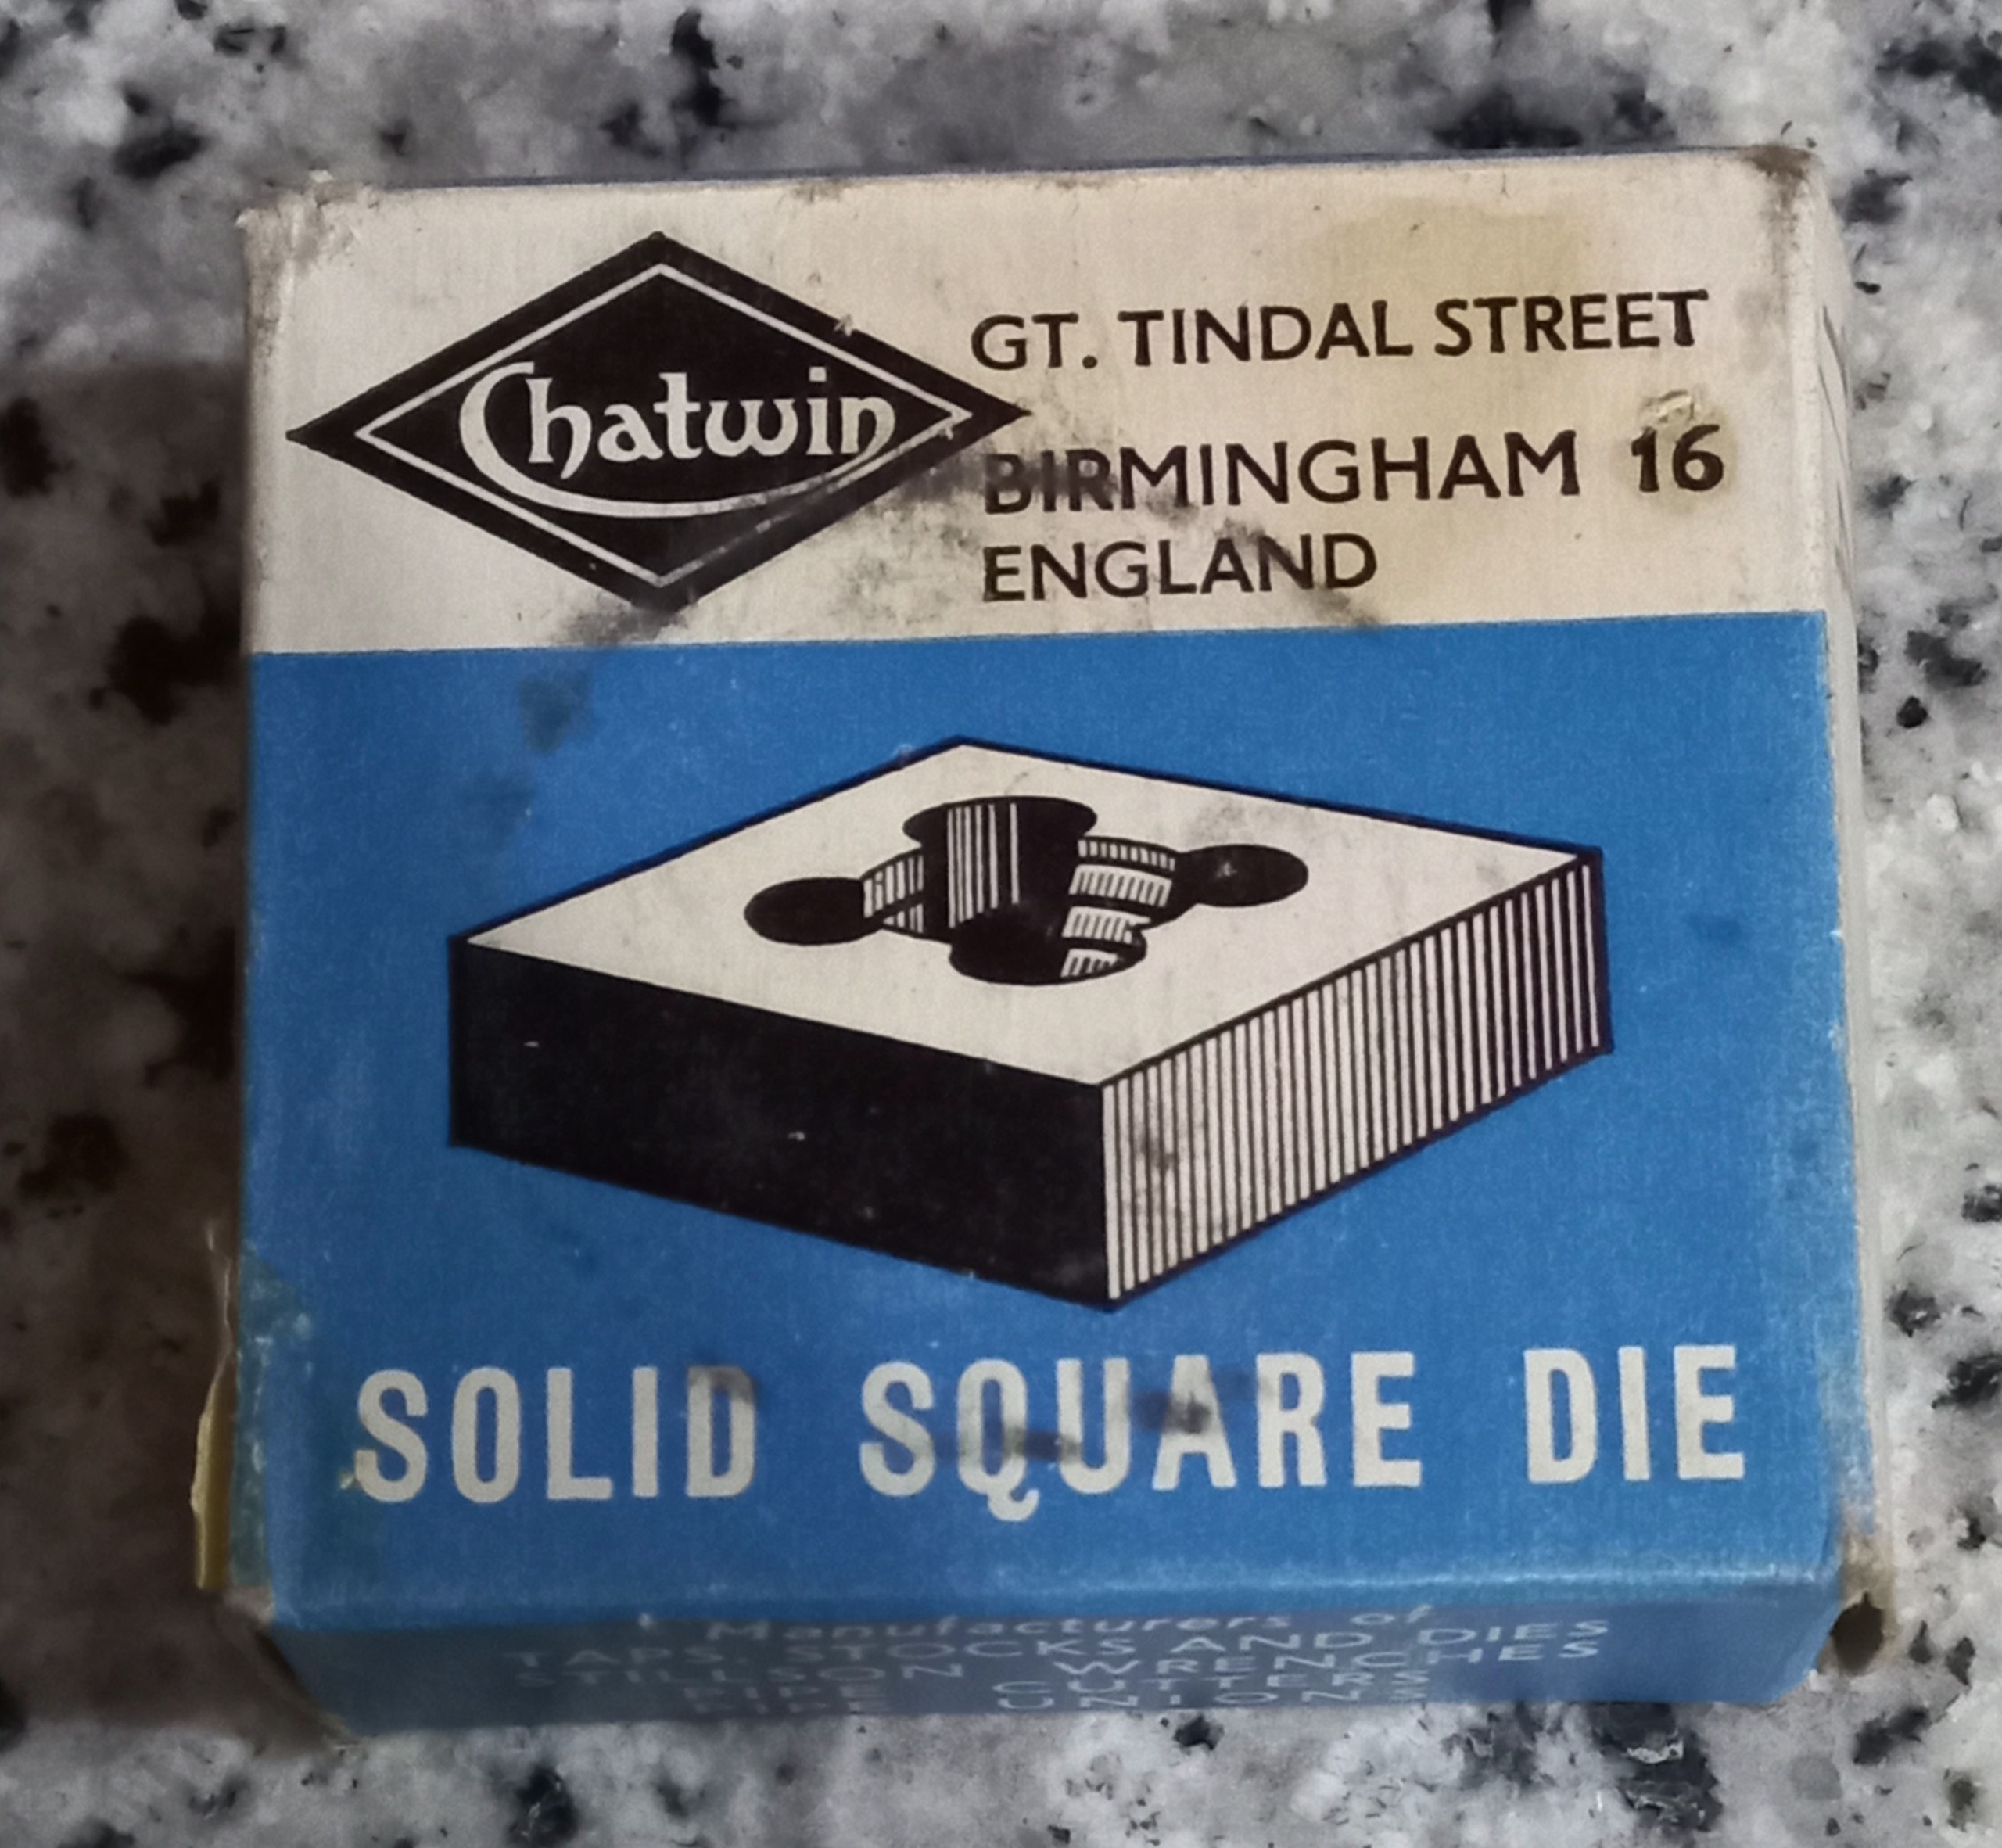 Chatwin
GT. TINDAL STREET
BIRMINGHAM 16
ENGLAND
SOLID SQUARE DIE
Manufacturers of
TAPS. STOCKS AND DIES
STILLSON WRENCHES
PIPE CUTTERS
PIPE UNIONS